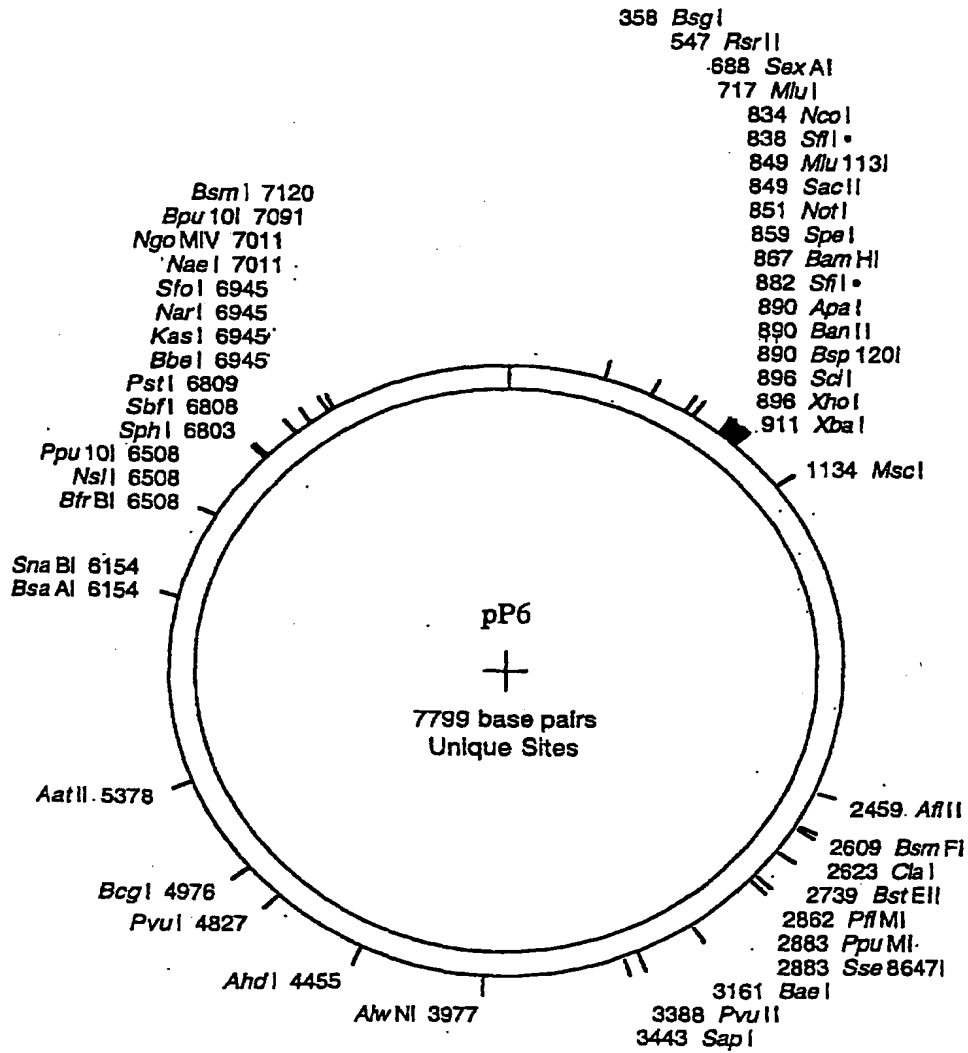 358 BsgI
547 RsrII
688 SexAI
717 MluI
834 NcoI
838 SfiI •
849 Mlu113I
849 SacII
851 NotI
859 SpeI
867 BamHI
882 SfiI •
890 ApaI
890 BanII
890 Bsp120I
896 SciI
896 XhoI
911 XbaI
1134 MscI
BsmI 7120
Bpu10I 7091
NgoMIV 7011
NaeI 7011
SfoI 6945
NarI 6945
KasI 6945
BbeI 6945
PstI 6809
SbfI 6808
SphI 6803
Ppu10I 6508
NsiI 6508
BfrBI 6508
SnaBI 6154
BsaAI 6154
pP6
7799 base pairs
Unique Sites
AatII 5378
BcgI 4976
PvuI 4827
AhdI 4455
AlwNI 3977
2459 AflII
2609 BsmFI
2623 ClaI
2739 BstEII
2862 PflMI
2883 PpuMI
2883 Sse8647I
3161 BaeI
3388 PvuII
3443 SapI